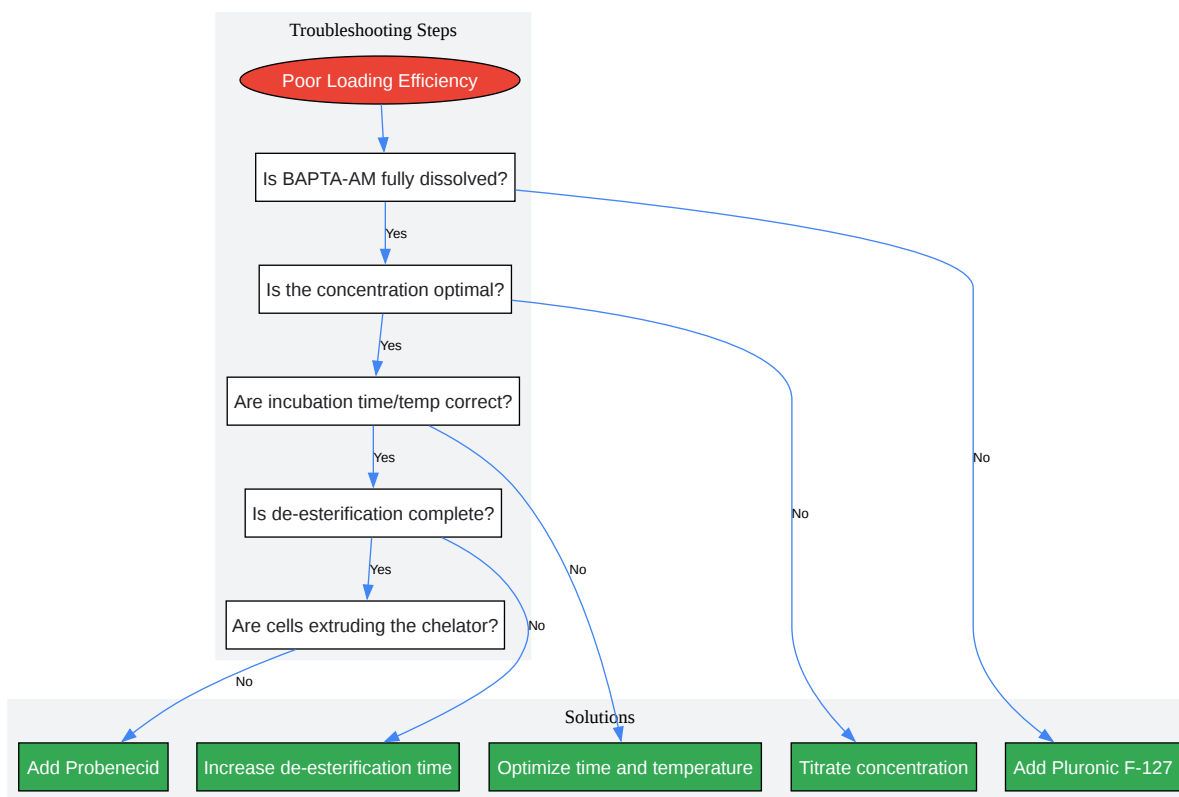 Troubleshooting Steps
Poor Loading Efficiency
Is BAPTA-AM fully dissolved?
Yes
Is the concentration optimal?
Yes
Are incubation time/temp correct?
Yes
No
No
Is de-esterification complete?
Yes
No
No
Are cells extruding the chelator?
No
Solutions
Add Probenecid
Increase de-esterification time
Optimize time and temperature
Titrate concentration
Add Pluronic F-127